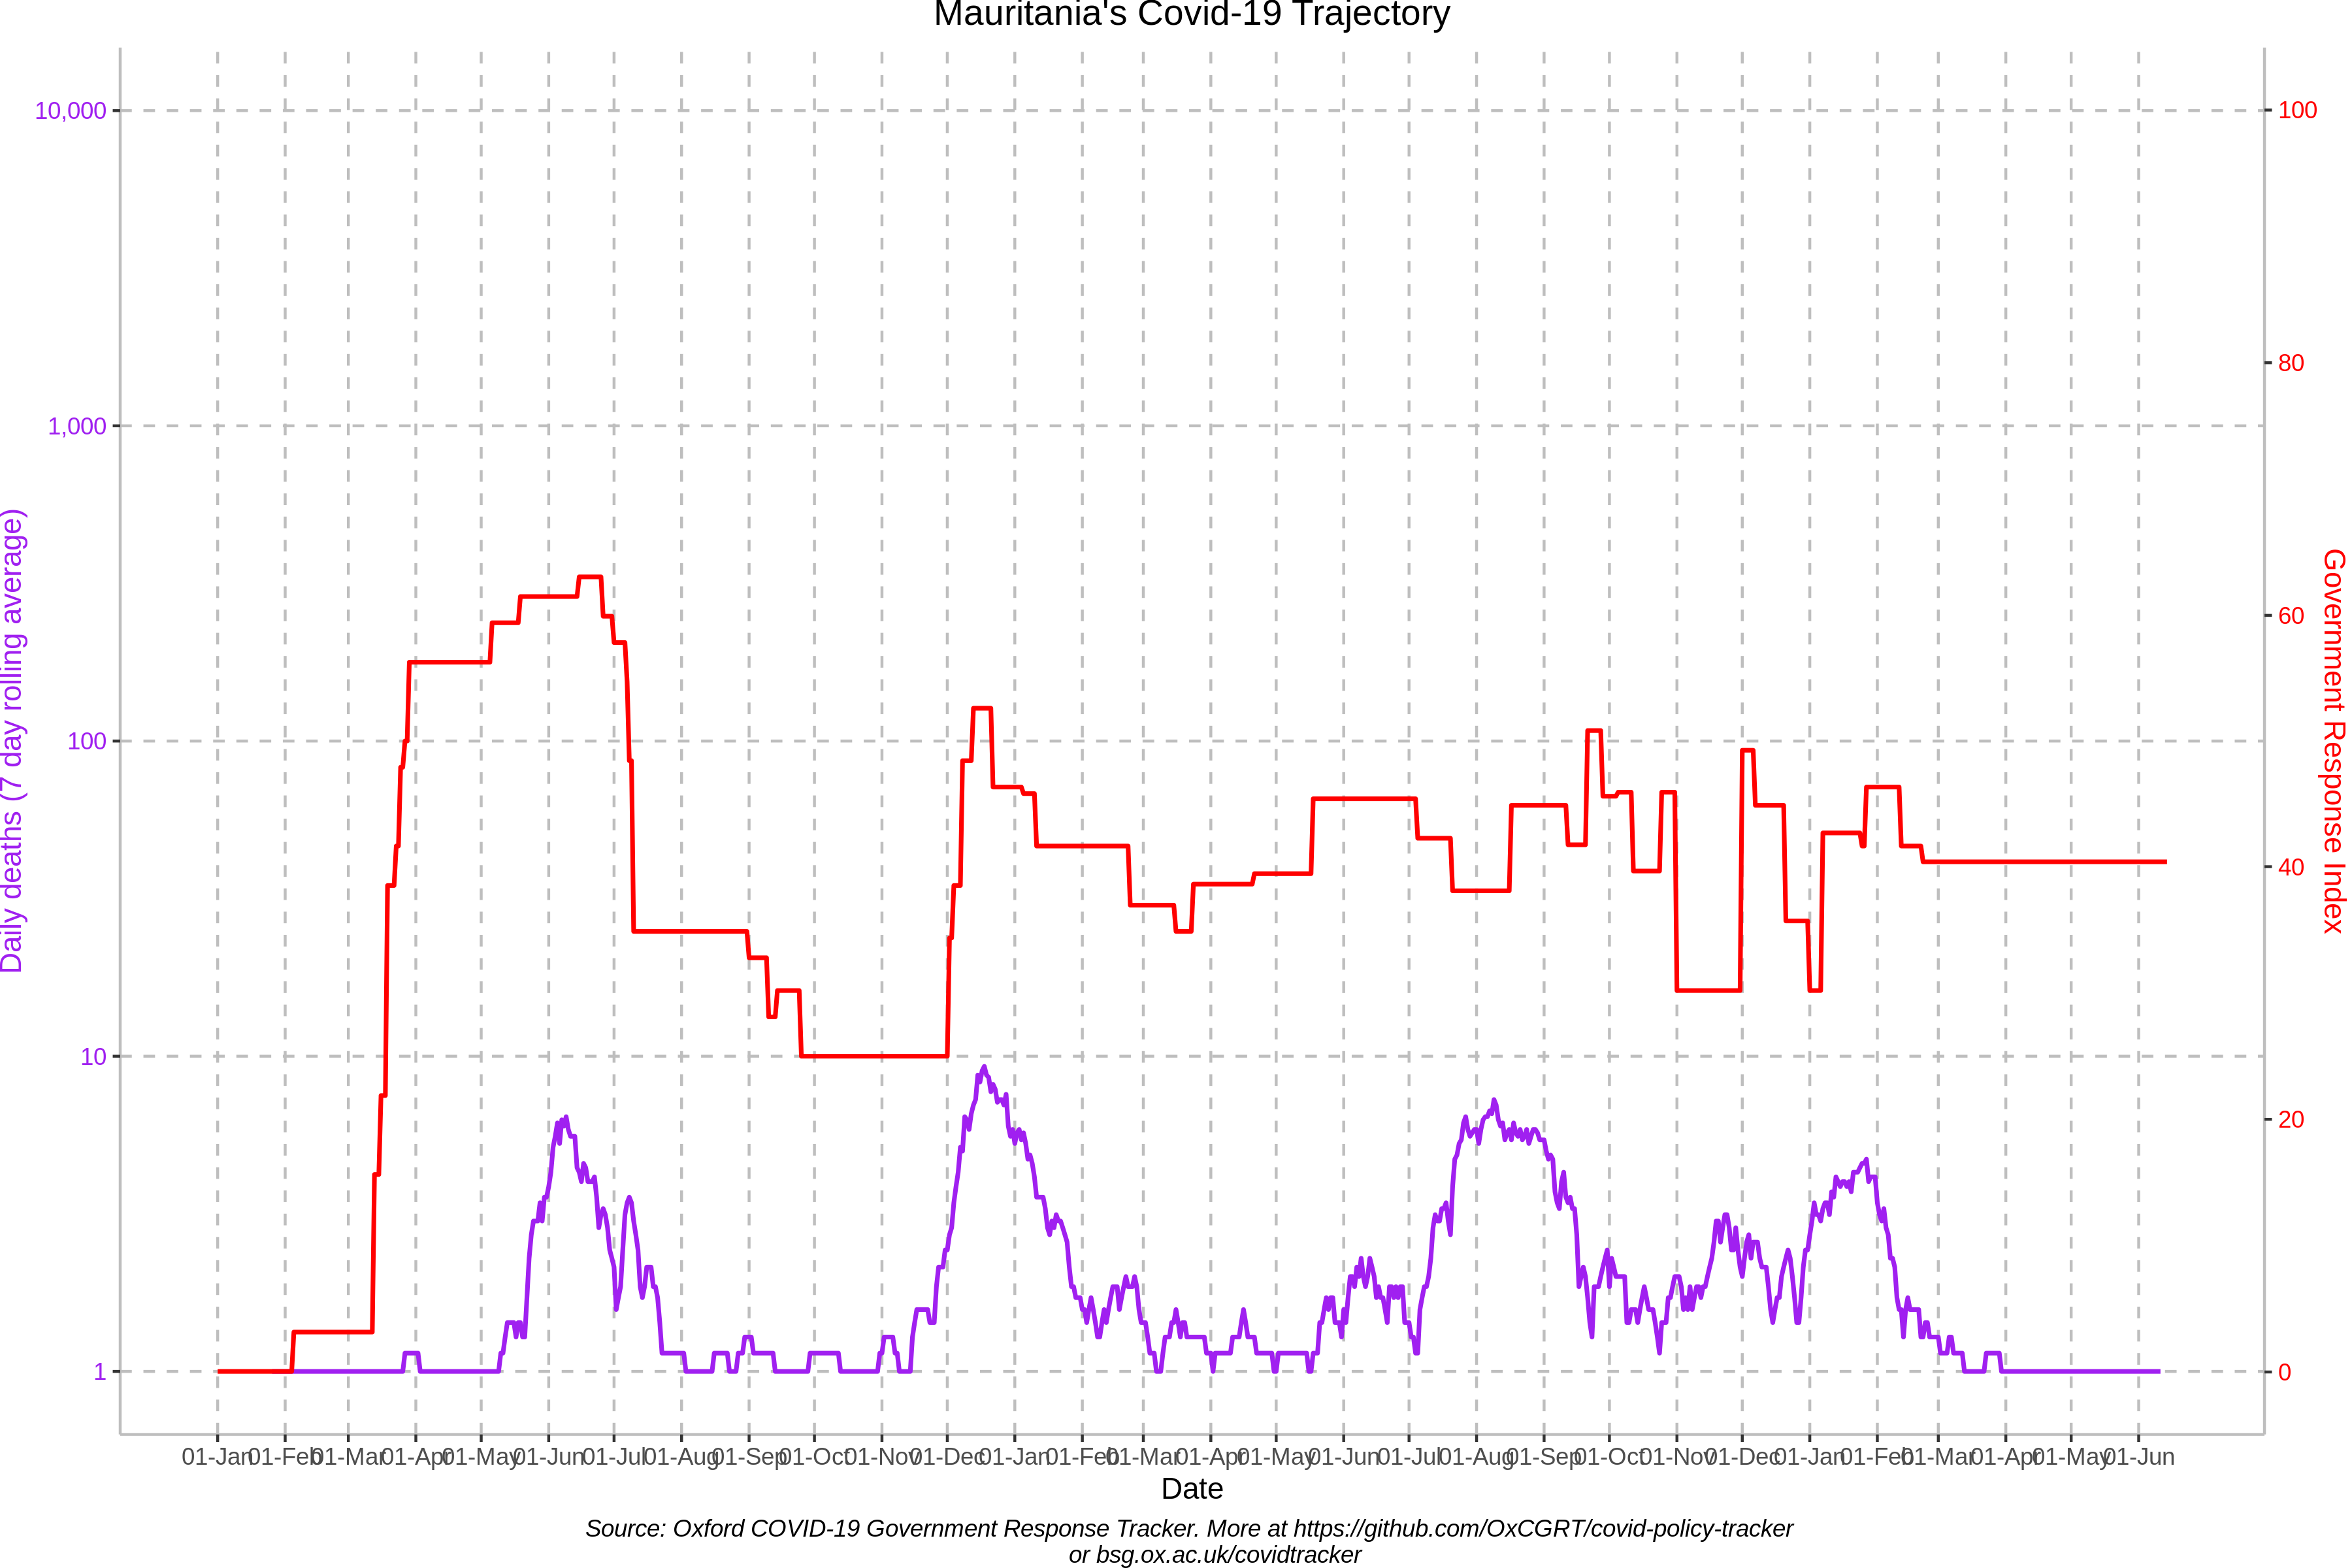 Mauritania's Covid-19 Trajectory
10,000
1,000
100
10
1
Daily deaths (7 day rolling average)
100
80
60
40
20
0
Government Response Index
01-Jan 01-Feb 01-Mar 01-Apr 01-May 01-Jun 01-Jul 01-Aug 01-Sep 01-Oct 01-Nov 01-Dec 01-Jan 01-Feb 01-Mar 01-Apr 01-May 01-Jun 01-Jul 01-Aug 01-Sep 01-Oct 01-Nov 01-Dec 01-Jan 01-Feb 01-Mar 01-Apr 01-May 01-Jun
Date
Source: Oxford COVID-19 Government Response Tracker. More at https://github.com/OxCGRT/covid-policy-tracker
or bsg.ox.ac.uk/covidtracker